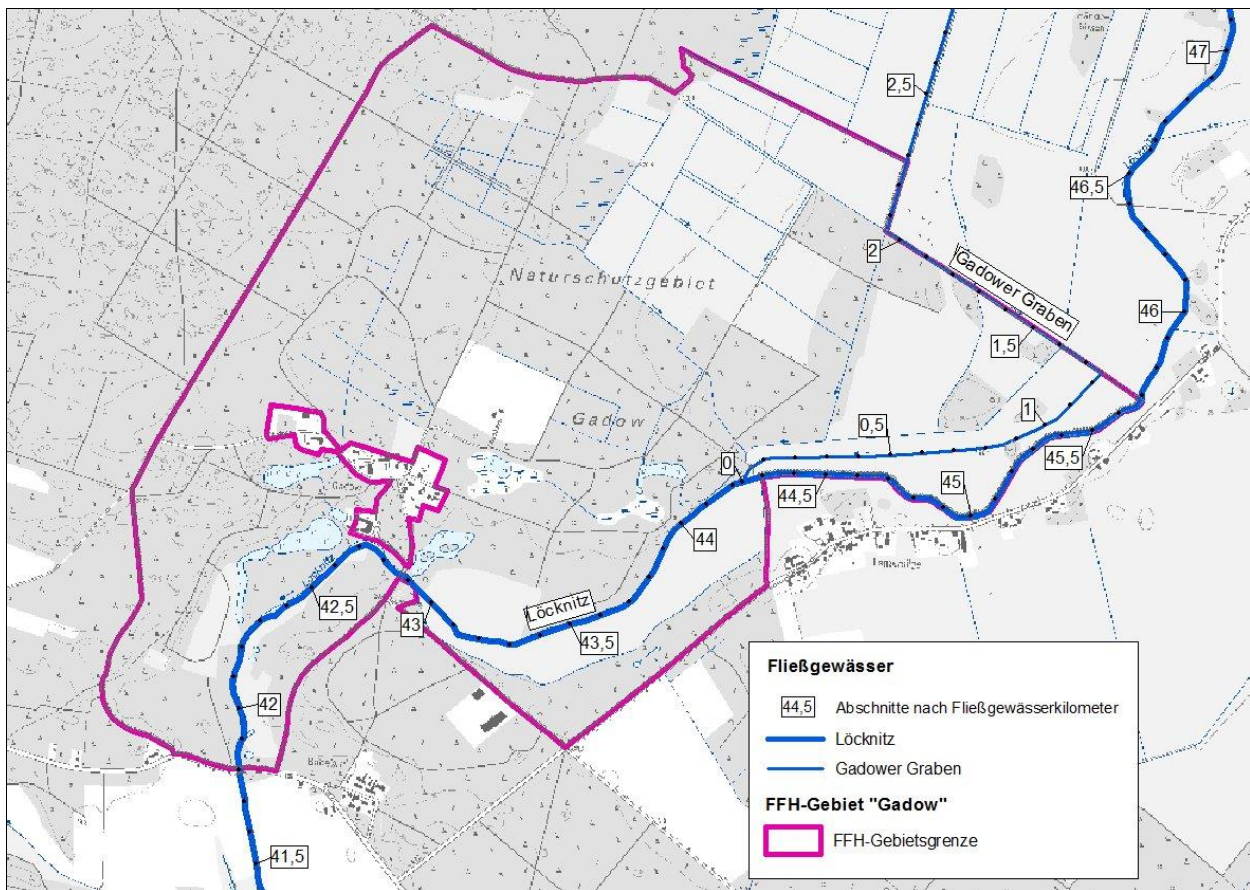 47
2,5
46,5
2
Gadower Graben
Naturschutzgebiet
46
1,5
Gadow
1
0,5
45,5
0
44,5
45
44
Löcknitz
42,5
43
Löcknitz
43,5
42
41,5
Fließgewässer
44,5 Abschnitte nach Fließgewässerkilometer
Löcknitz
Gadower Graben
FFH-Gebiet "Gadow"
FFH-Gebietsgrenze